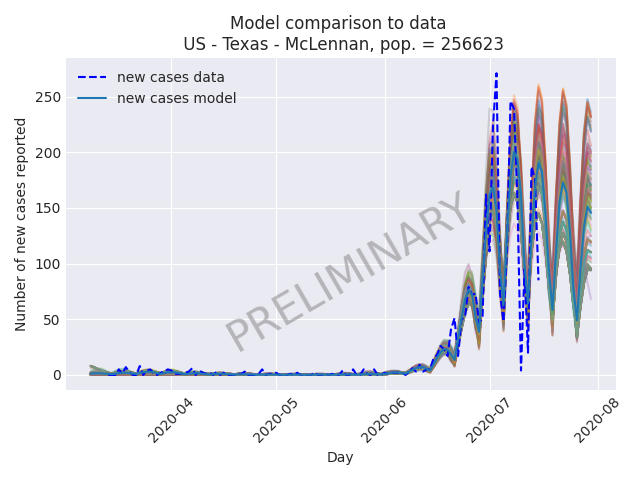 Model comparison to data
US - Texas - McLennan, pop. = 256623
new cases data
new cases model
Number of new cases reported
250
200
150
100
50
0
PRELIMINARY
2020-04
2020-05
2020-06
2020-07
2020-08
Day